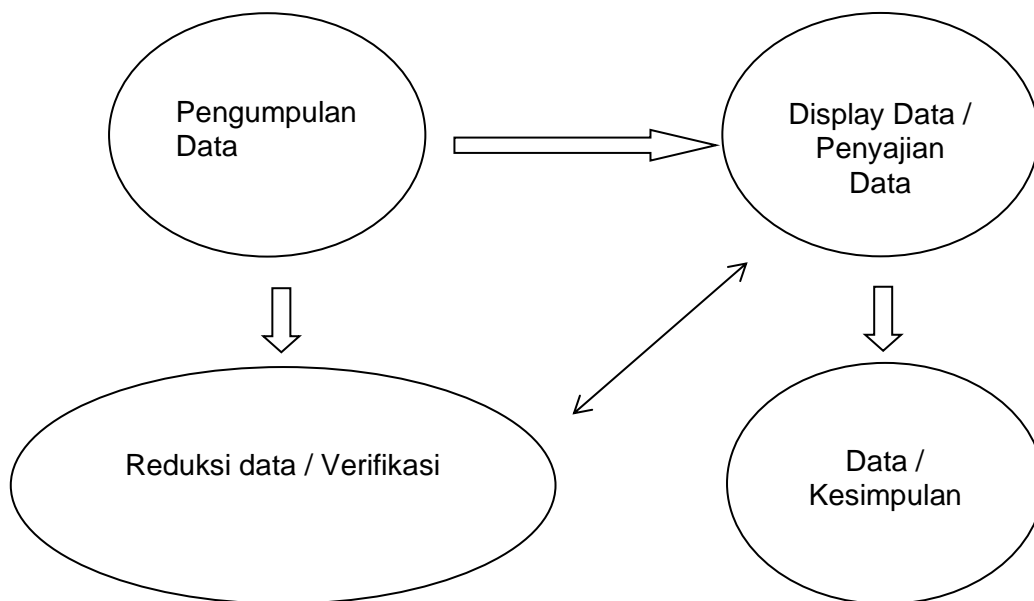 Pengumpulan
Data
Display Data /
Penyajian
Data
Reduksi data / Verifikasi
Data /
Kesimpulan